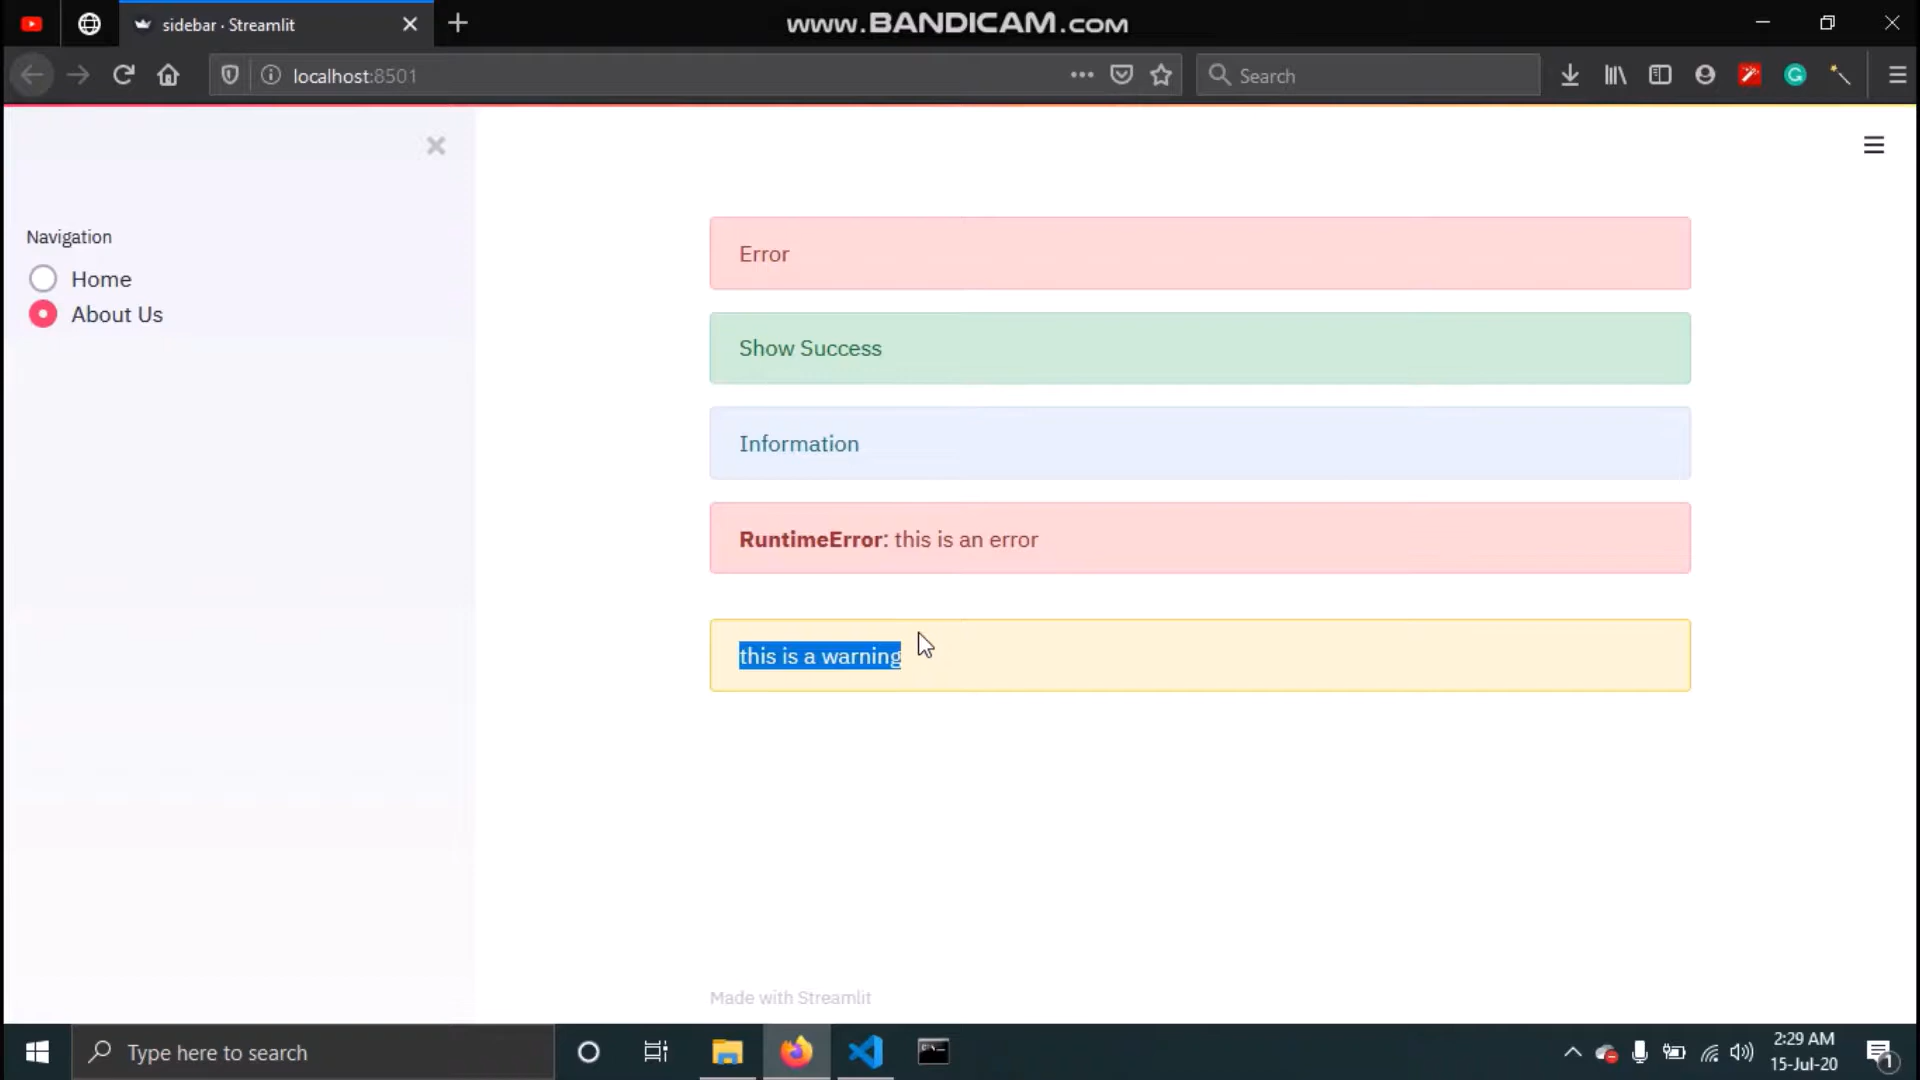 sidebar · Streamlit
www.BANDICAM.com
localhost:8501
Search
Navigation
Home
About Us
Error
Show Success
Information
RuntimeError: this is an error
this is a warning
Made with Streamlit
Type here to search
2:29 AM
15-Jul-20
1